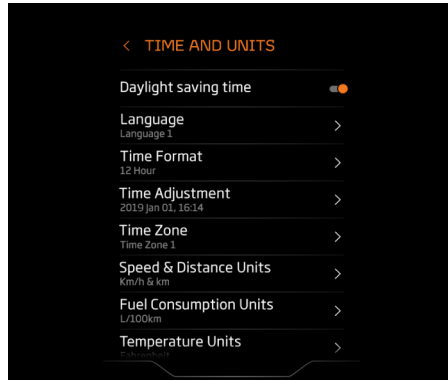 TIME AND UNITS
Daylight saving time
Language
Language 1
Time Format
12 Hour
Time Adjustment
2019 Jan 01, 16:14
Time Zone
Time Zone 1
Speed & Distance Units
Km/h & km
Fuel Consumption Units
L/100km
Temperature Units
Fahrenheit